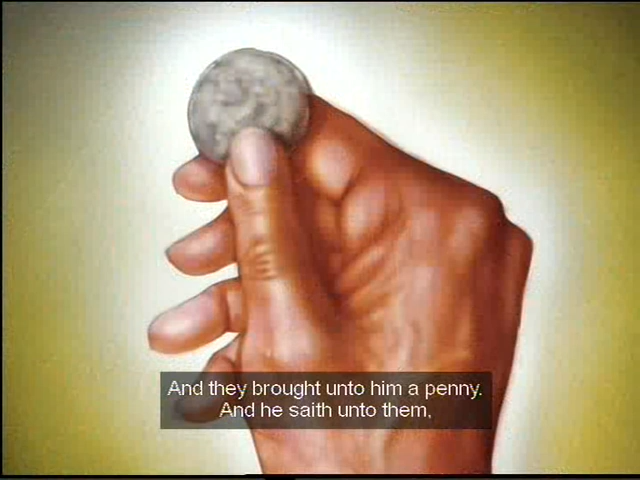 And they brought unto him a penny.
And he saith unto them,